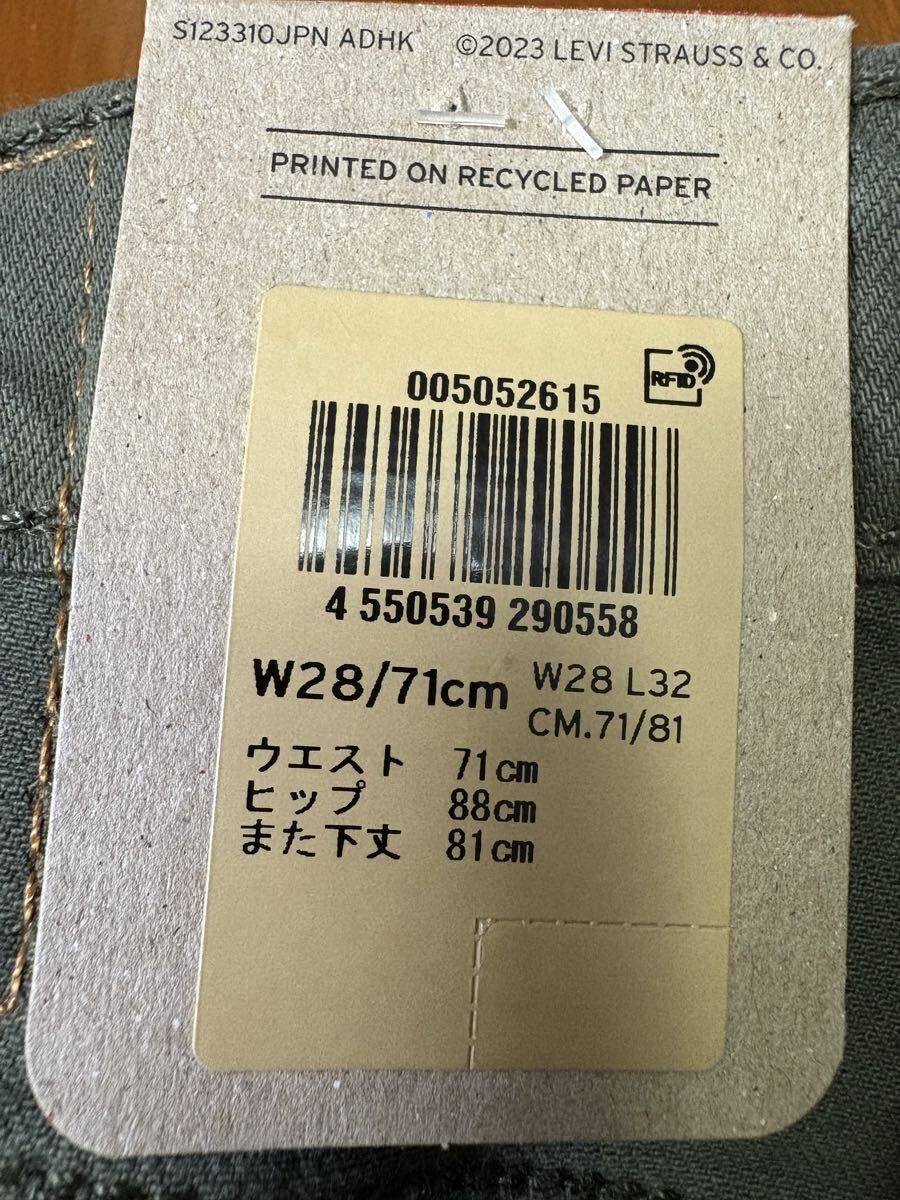 S123310JPN ADHK ©2023 LEVI STRAUSS & CO.
PRINTED ON RECYCLED PAPER
RFID
005052615
4 550539 290558
W28/71cm
W28 L32
CM.71/81
ウエスト 71cm
ヒップ 88cm
また下丈 81cm